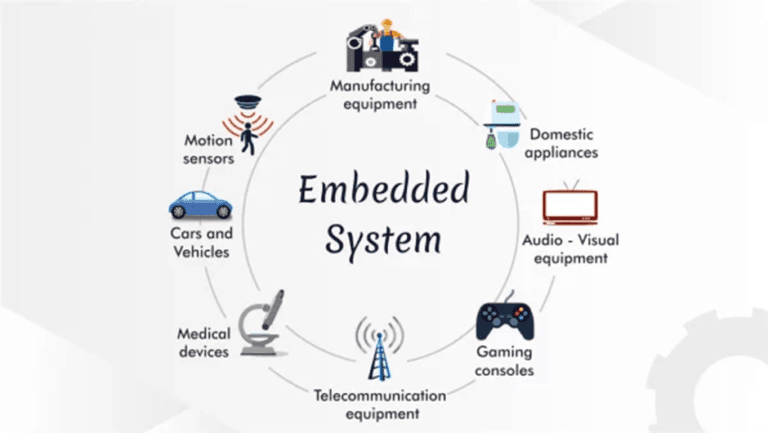 Manufacturing
equipment
Domestic
appliances
Audio - Visual
equipment
Gaming
consoles
Telecommunication
equipment
Medical
devices
Cars and
Vehicles
Motion
sensors
Embedded
System